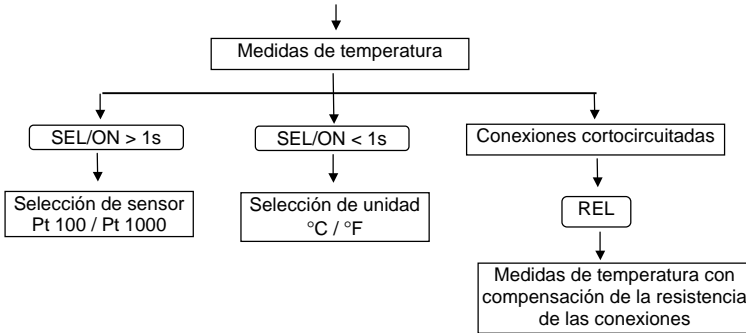 Medidas de temperatura
SEL/ON > 1s
SEL/ON < 1s
Conexiones cortocircuitadas
Selección de sensor
Pt 100 / Pt 1000
Selección de unidad
°C / °F
REL
Medidas de temperatura con
compensación de la resistencia
de las conexiones